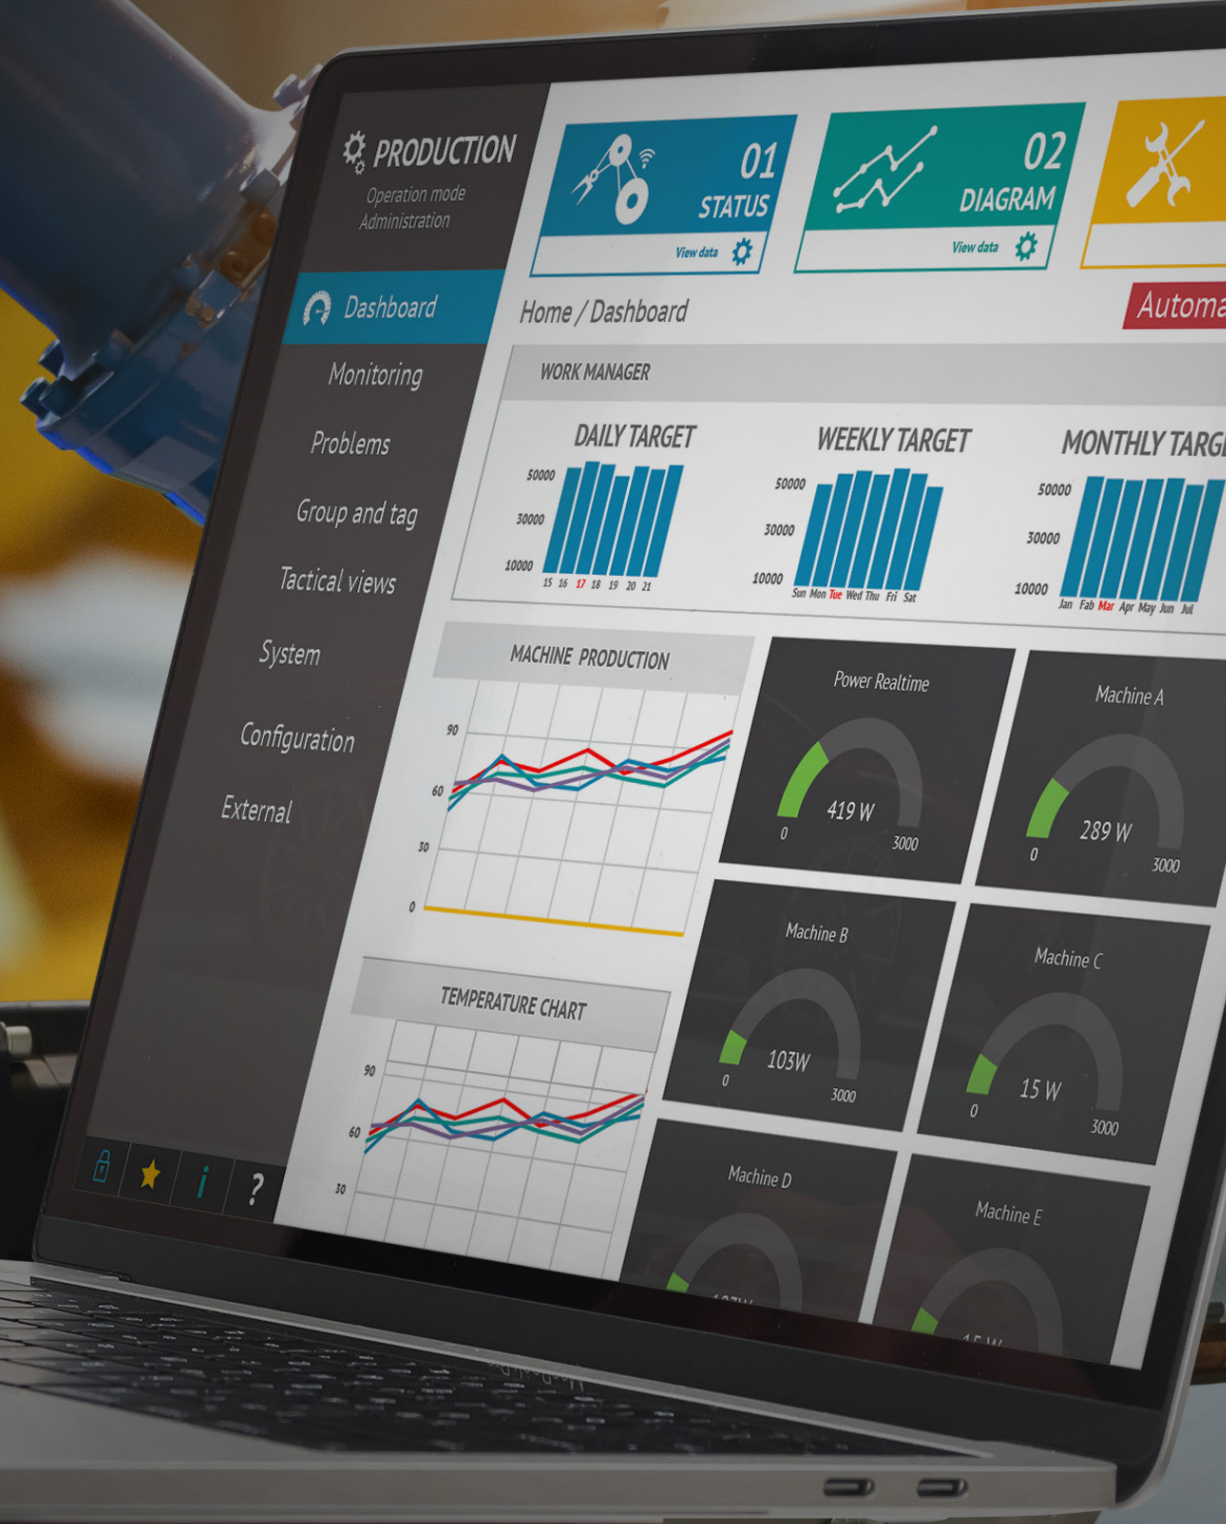 PRODUCTION
Operation mode
Administration
Dashboard
Monitoring
Problems
Group and tag
Tactical views
System
Configuration
External
?
01
STATUS
View data
02
DIAGRAM
View data
Home / Dashboard
Automa
WORK MANAGER
DAILY TARGET
50000
30000
10000
15 16 17 18 19 20 21
WEEKLY TARGET
50000
30000
10000
Sun Mon Tue Wed Thu Fri Sat
MONTHLY TARGE
50000
30000
10000
Jan Fab Mar Apr May Jun Jul
MACHINE PRODUCTION
90
60
30
0
TEMPERATURE CHART
90
60
30
Power Realtime
419 W
0
3000
Machine A
289 W
0
3000
Machine B
103W
0
3000
Machine C
15 W
0
3000
Machine D
Machine E
15 W